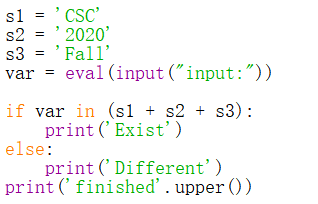 s1 = 'CSC'
s2 = '2020'
s3 = 'Fall'
var = eval(input("input:"))
if var in (s1 + s2 + s3):
    print('Exist')
else:
    print('Different')
print('finished'.upper())